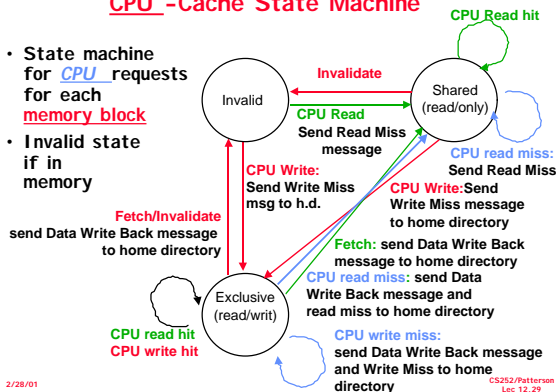 CPU -Cache State Machine
• State machine
for CPU requests
for each
memory block
• Invalid state
if in
memory
CPU Read hit
Invalidate
Invalid
Shared
(read/only)
CPU Read
Send Read Miss
message
CPU read miss:
Send Read Miss
CPU Write:
Send Write Miss
msg to h.d.
CPU Write:Send
Write Miss message
to home directory
Fetch/Invalidate
send Data Write Back message
to home directory
Fetch: send Data Write Back
message to home directory
CPU read miss: send Data
Write Back message and
read miss to home directory
Exclusive
(read/writ)
CPU read hit
CPU write hit
CPU write miss:
send Data Write Back message
and Write Miss to home
directory
2/28/01
CS252/Patterson
Lec 12.29